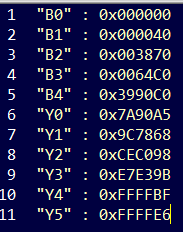 1 "B0" : 0x000000
2 "B1" : 0x000040
3 "B2" : 0x003870
4 "B3" : 0x0064C0
5 "B4" : 0x3990C0
6 "Y0" : 0x7A90A5
7 "Y1" : 0x9C7868
8 "Y2" : 0xCEC098
9 "Y3" : 0xE7E39B
10 "Y4" : 0xFFFFBF
11 "Y5" : 0xFFFFE6